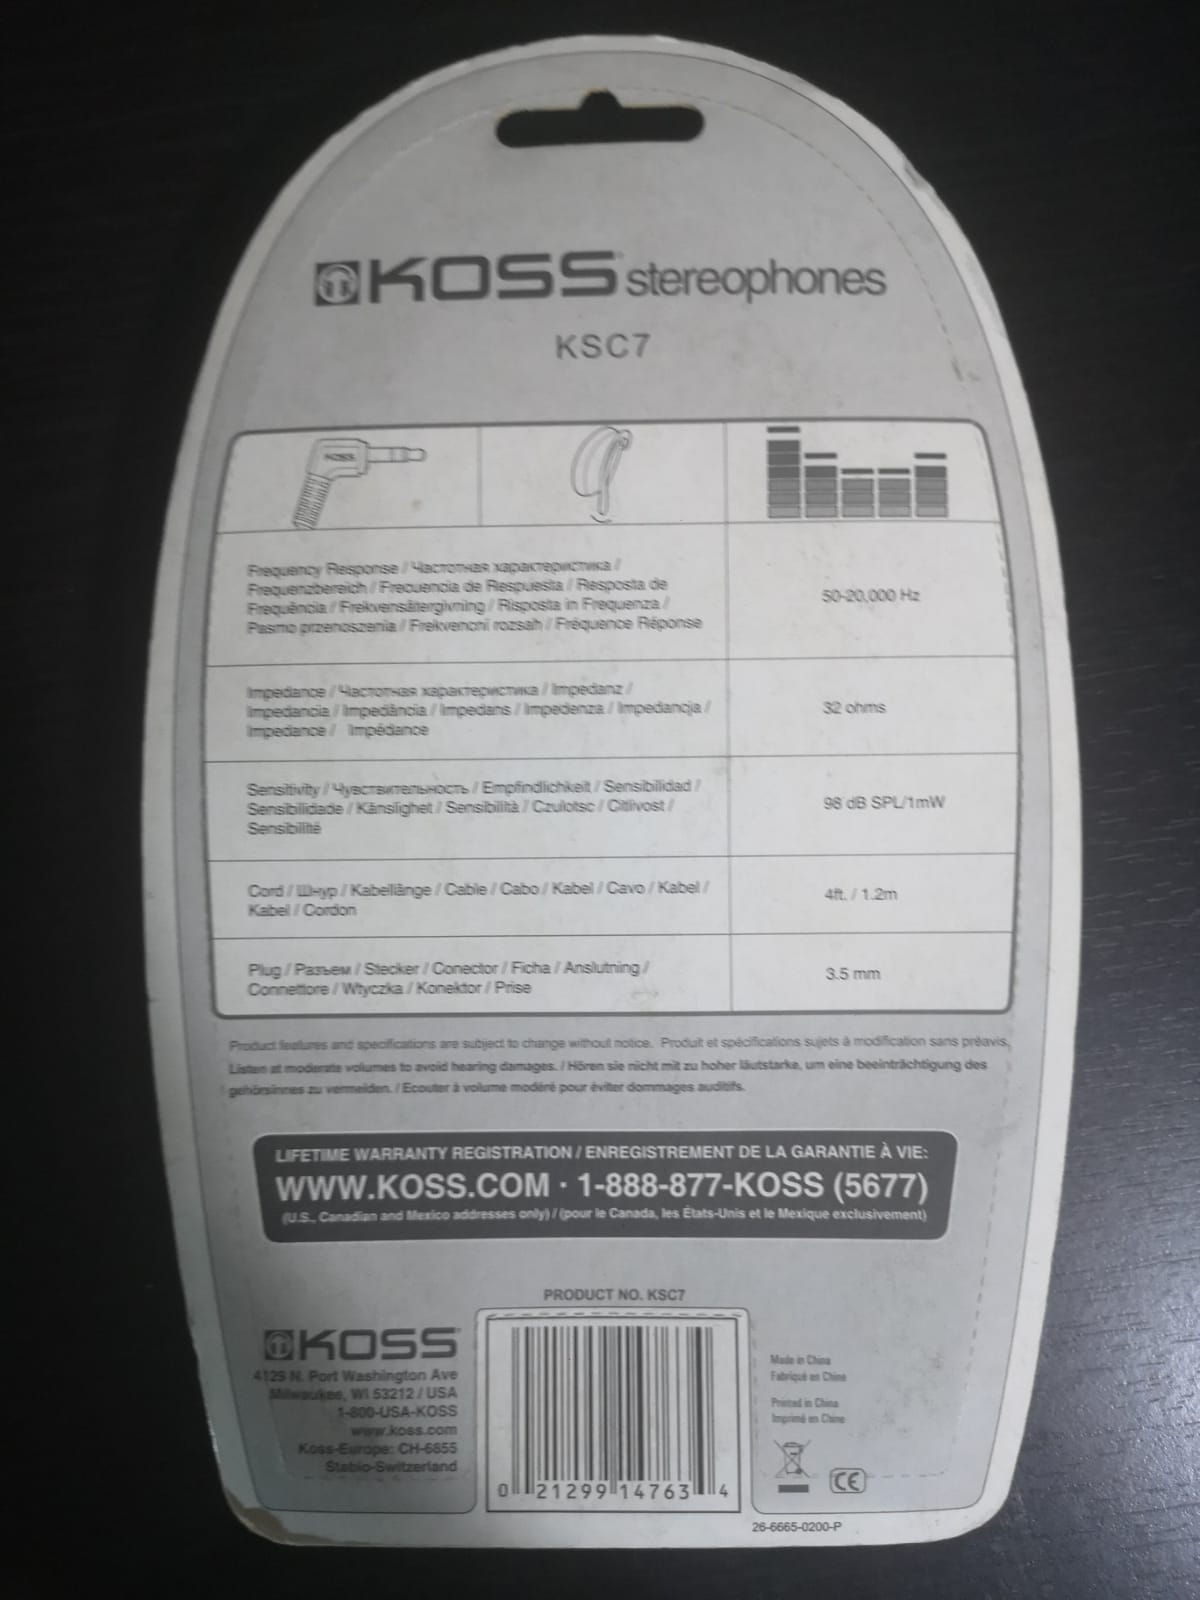 KOSS
KOSS® stereophones
KSC7
Frequency Response / Частотная характеристика /
Frequenzbereich / Frecuencia de Respuesta / Resposta de
Frequência / Frekvensåtergivning / Risposta in Frequenza /
Pasmo przenoszenia / Frekvencni rozsah / Fréquence Réponse
50-20,000 Hz
Impedance / Частотная характеристика / Impedanz /
Impedancia / Impedância / Impedans / Impedenza / Impedancja /
Impedance / Impédance
32 ohms
Sensitivity / Чувствительность / Empfindlichkeit / Sensibilidad /
Sensibilidade / Känslighet / Sensibilità / Czulotsc / Citlivost /
Sensibilité
98 dB SPL/1mW
Cord / Шнур / Kabellänge / Cable / Cabo / Kabel / Cavo / Kabel /
Kabel / Cordon
4ft. / 1.2m
Plug / Разъем / Stecker / Conector / Ficha / Anslutning /
Connettore / Wtyczka / Konektor / Prise
3.5 mm
Product features and specifications are subject to change without notice. Produit et spécifications sujets à modification sans préavis.
Listen at moderate volumes to avoid hearing damages. / Hören sie nicht mit zu hoher läutstarke, um eine beeinträchtigung des
gehörsinnes zu vermeiden. / Ecouter à volume modéré pour éviter dommages auditifs.
LIFETIME WARRANTY REGISTRATION / ENREGISTREMENT DE LA GARANTIE À VIE:
WWW.KOSS.COM · 1-888-877-KOSS (5677)
(U.S., Canadian and Mexico addresses only) / (pour le Canada, les États-Unis et le Mexique exclusivement)
PRODUCT NO. KSC7
KOSS®
4129 N. Port Washington Ave
Milwaukee, WI 53212 / USA
1-800-USA-KOSS
www.koss.com
Koss-Europe: CH-6855
Stabio-Switzerland
0 21299 14763 4
Made in China
Fabriqué en Chine
Printed in China
Imprimé en Chine
CE
26-6665-0200-P